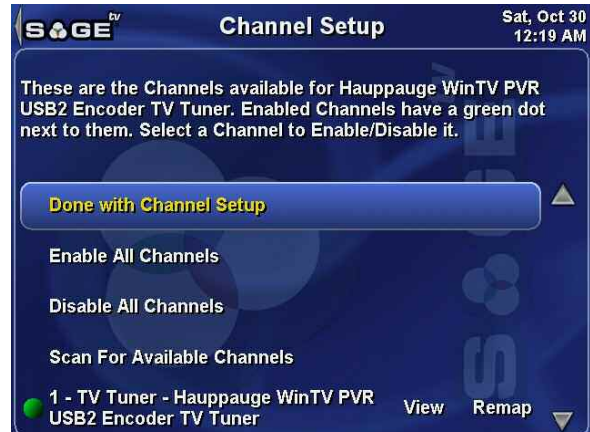 SAGE tv
Channel Setup
Sat, Oct 30
12:19 AM
These are the Channels available for Hauppauge WinTV PVR
USB2 Encoder TV Tuner. Enabled Channels have a green dot
next to them. Select a Channel to Enable/Disable it.
Done with Channel Setup
Enable All Channels
Disable All Channels
Scan For Available Channels
1 - TV Tuner - Hauppauge WinTV PVR
USB2 Encoder TV Tuner
View
Remap